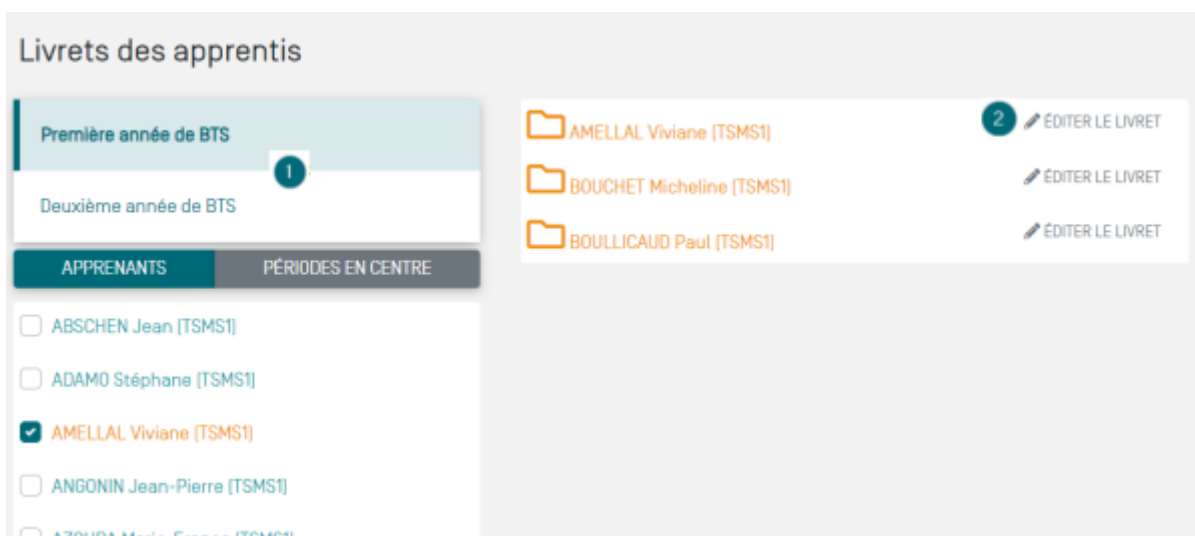 Livrets des apprentis
Première année de BTS
1
Deuxième année de BTS
APPRENANTS PÉRIODES EN CENTRE
ABSCHEN Jean (TSMS1)
ADAMO Stéphane (TSMS1)
AMELLAL Viviane (TSMS1)
ANGONIN Jean-Pierre (TSMS1)
AMELLAL Viviane (TSMS1) 2 ÉDITER LE LIVRET
BOUCHET Micheline (TSMS1) ÉDITER LE LIVRET
BOULLICAUD Paul (TSMS1) ÉDITER LE LIVRET